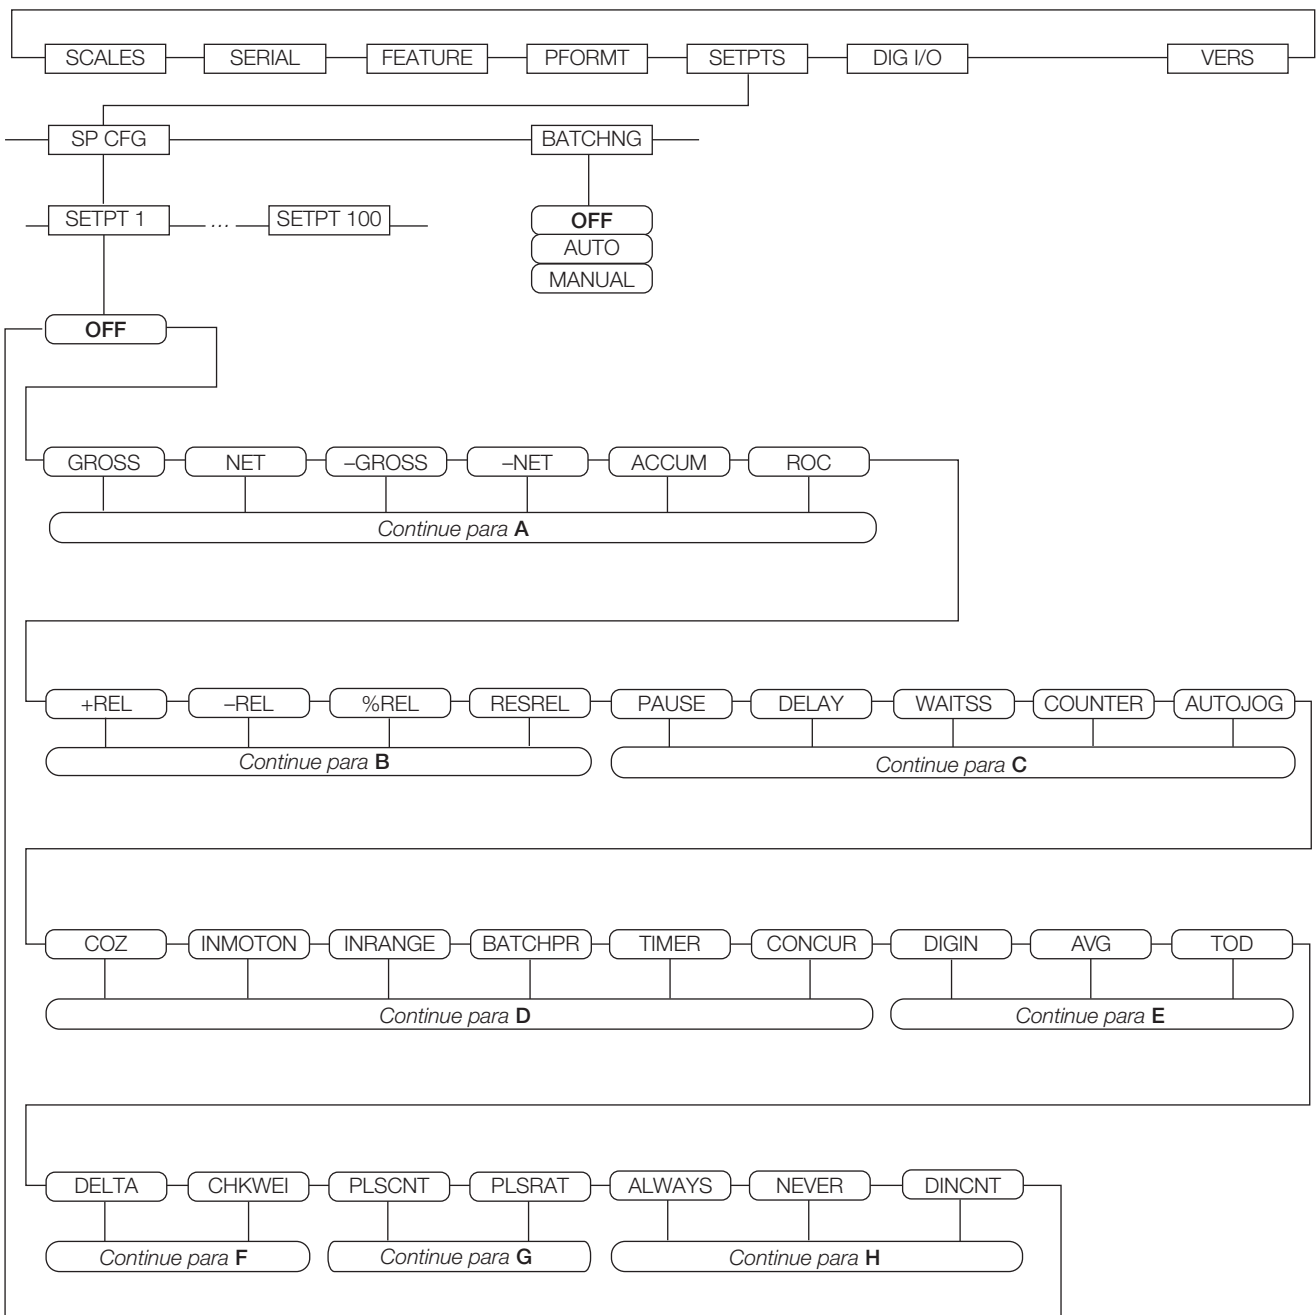 SCALES SERIAL FEATURE PFORMT SETPTS DIG I/O VERS
SP CFG BATCHNG
SETPT 1 ... SETPT 100
OFF
AUTO
MANUAL
OFF
GROSS NET –GROSS –NET ACCUM ROC
Continue para A
+REL –REL %REL RESREL PAUSE DELAY WAITSS COUNTER AUTOJOG
Continue para B Continue para C
COZ INMOTON INRANGE BATCHPR TIMER CONCUR DIGIN AVG TOD
Continue para D Continue para E
DELTA CHKWEI PLSCNT PLSRAT ALWAYS NEVER DINCNT
Continue para F Continue para G Continue para H